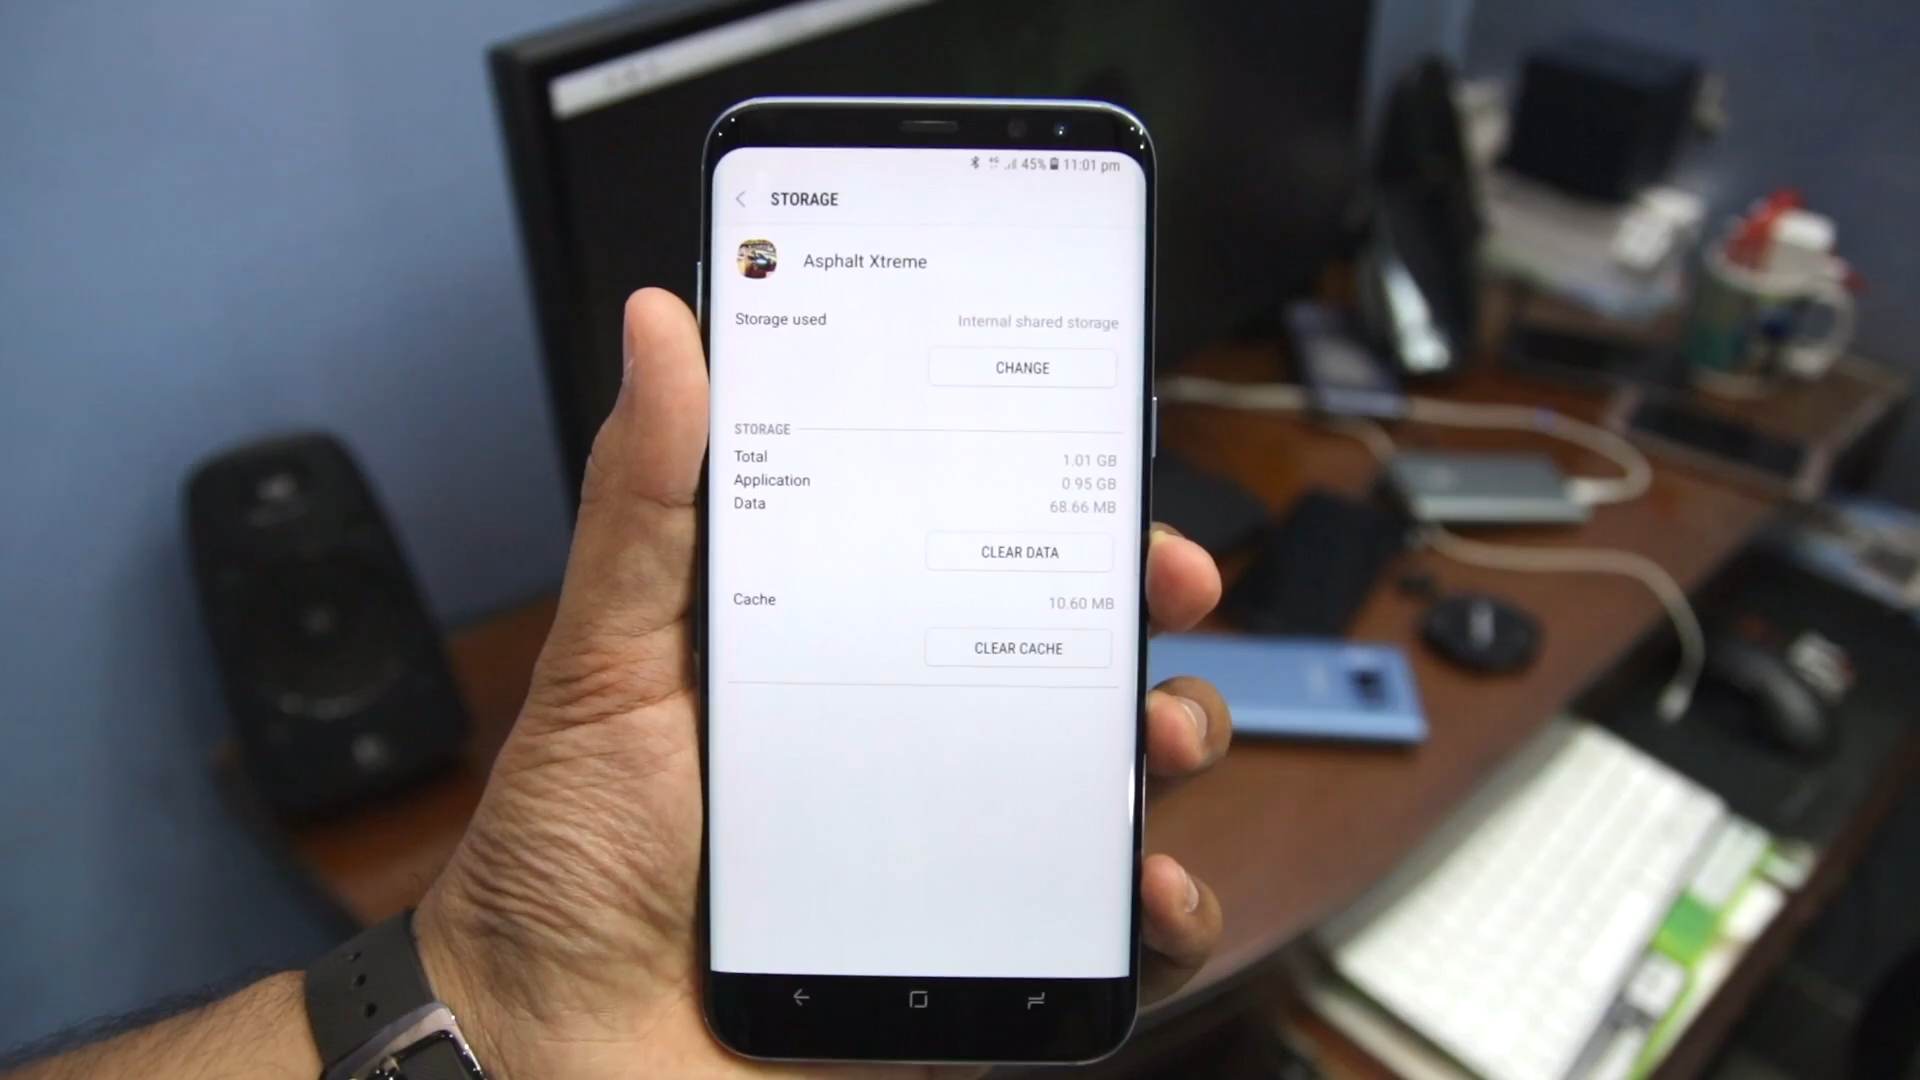 4G 45% 11:01 pm
STORAGE
Asphalt Xtreme
Storage used
Internal shared storage
CHANGE
STORAGE
Total 1.01 GB
Application 0.95 GB
Data 68.66 MB
CLEAR DATA
Cache 10.60 MB
CLEAR CACHE